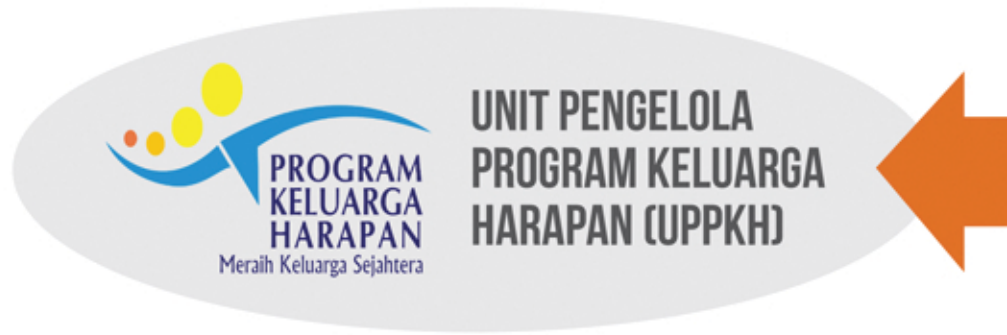 PROGRAM
KELUARGA
HARAPAN
Meraih Keluarga Sejahtera
UNIT PENGELOLA
PROGRAM KELUARGA
HARAPAN (UPPKH)